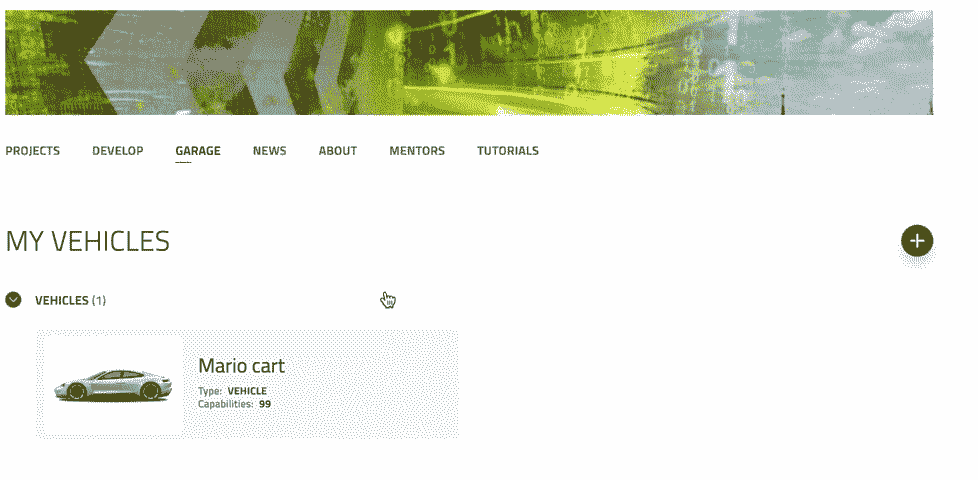 PROJECTS DEVELOP GARAGE NEWS ABOUT MENTORS TUTORIALS
MY VEHICLES
VEHICLES (1)
Mario cart
Type: VEHICLE
Capabilities: 99